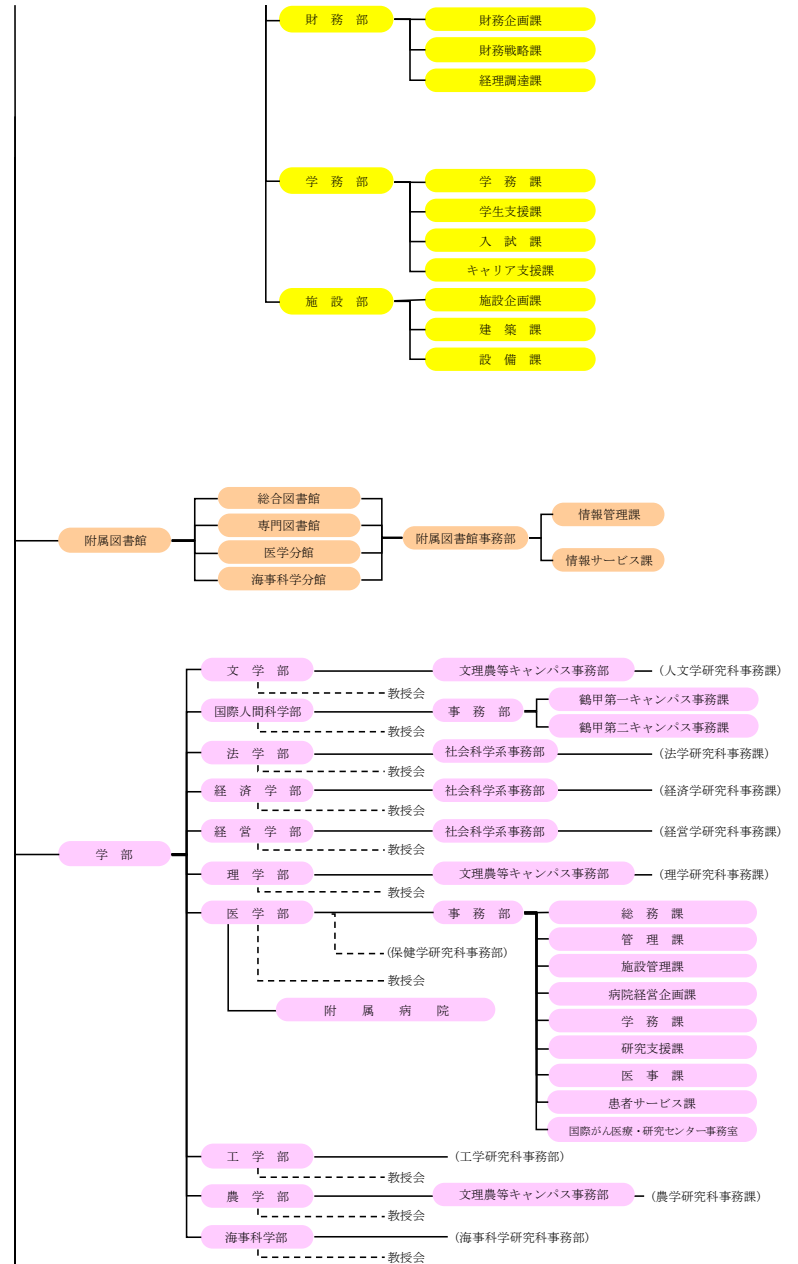 財　務　部
財務企画課
財務戦略課
経理調達課
学　務　部
学　務　課
学生支援課
入　試　課
キャリア支援課
施　設　部
施設企画課
建　築　課
設　備　課
附属図書館
総合図書館
専門図書館
医学分館
海事科学分館
附属図書館事務部
情報管理課
情報サービス課
学　部
文　学　部
文理農等キャンパス事務部
(人文学研究科事務課)
教授会
国際人間科学部
事　務　部
鶴甲第一キャンパス事務課
鶴甲第二キャンパス事務課
教授会
法　学　部
社会科学系事務部
(法学研究科事務課)
教授会
経　済　学　部
社会科学系事務部
(経済学研究科事務課)
教授会
経　営　学　部
社会科学系事務部
(経営学研究科事務課)
教授会
理　学　部
文理農等キャンパス事務部
(理学研究科事務課)
教授会
医　学　部
事　務　部
総　務　課
管　理　課
施設管理課
病院経営企画課
学　務　課
研究支援課
医　事　課
患者サービス課
国際がん医療・研究センター事務室
(保健学研究科事務部)
教授会
附　属　病　院
工　学　部
(工学研究科事務部)
教授会
農　学　部
文理農等キャンパス事務部
(農学研究科事務課)
教授会
海事科学部
(海事科学研究科事務部)
教授会